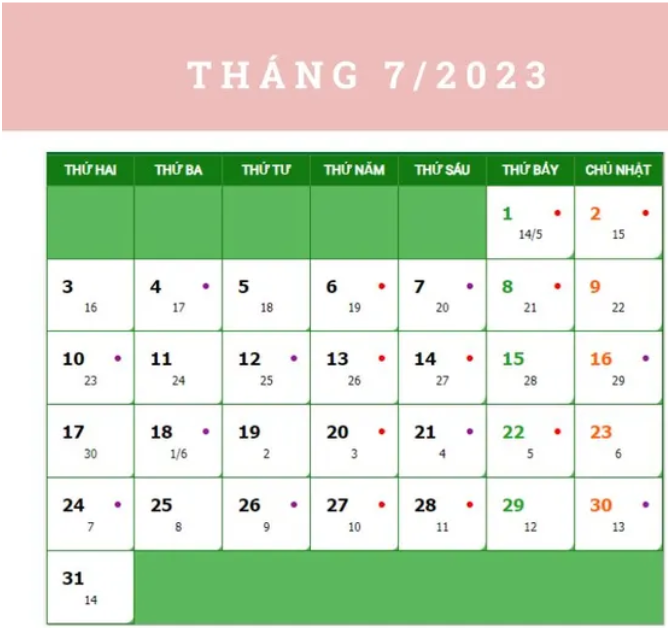 THÁNG 7/2023
THỨ HAI THỨ BA THỨ TƯ THỨ NĂM THỨ SÁU THỨ BẢY CHỦ NHẬT
1 2
14/5 15
3 4 5 6 7 8 9
16 17 18 19 20 21 22
10 11 12 13 14 15 16
23 24 25 26 27 28 29
17 18 19 20 21 22 23
30 1/6 2 3 4 5 6
24 25 26 27 28 29 30
7 8 9 10 11 12 13
31
14